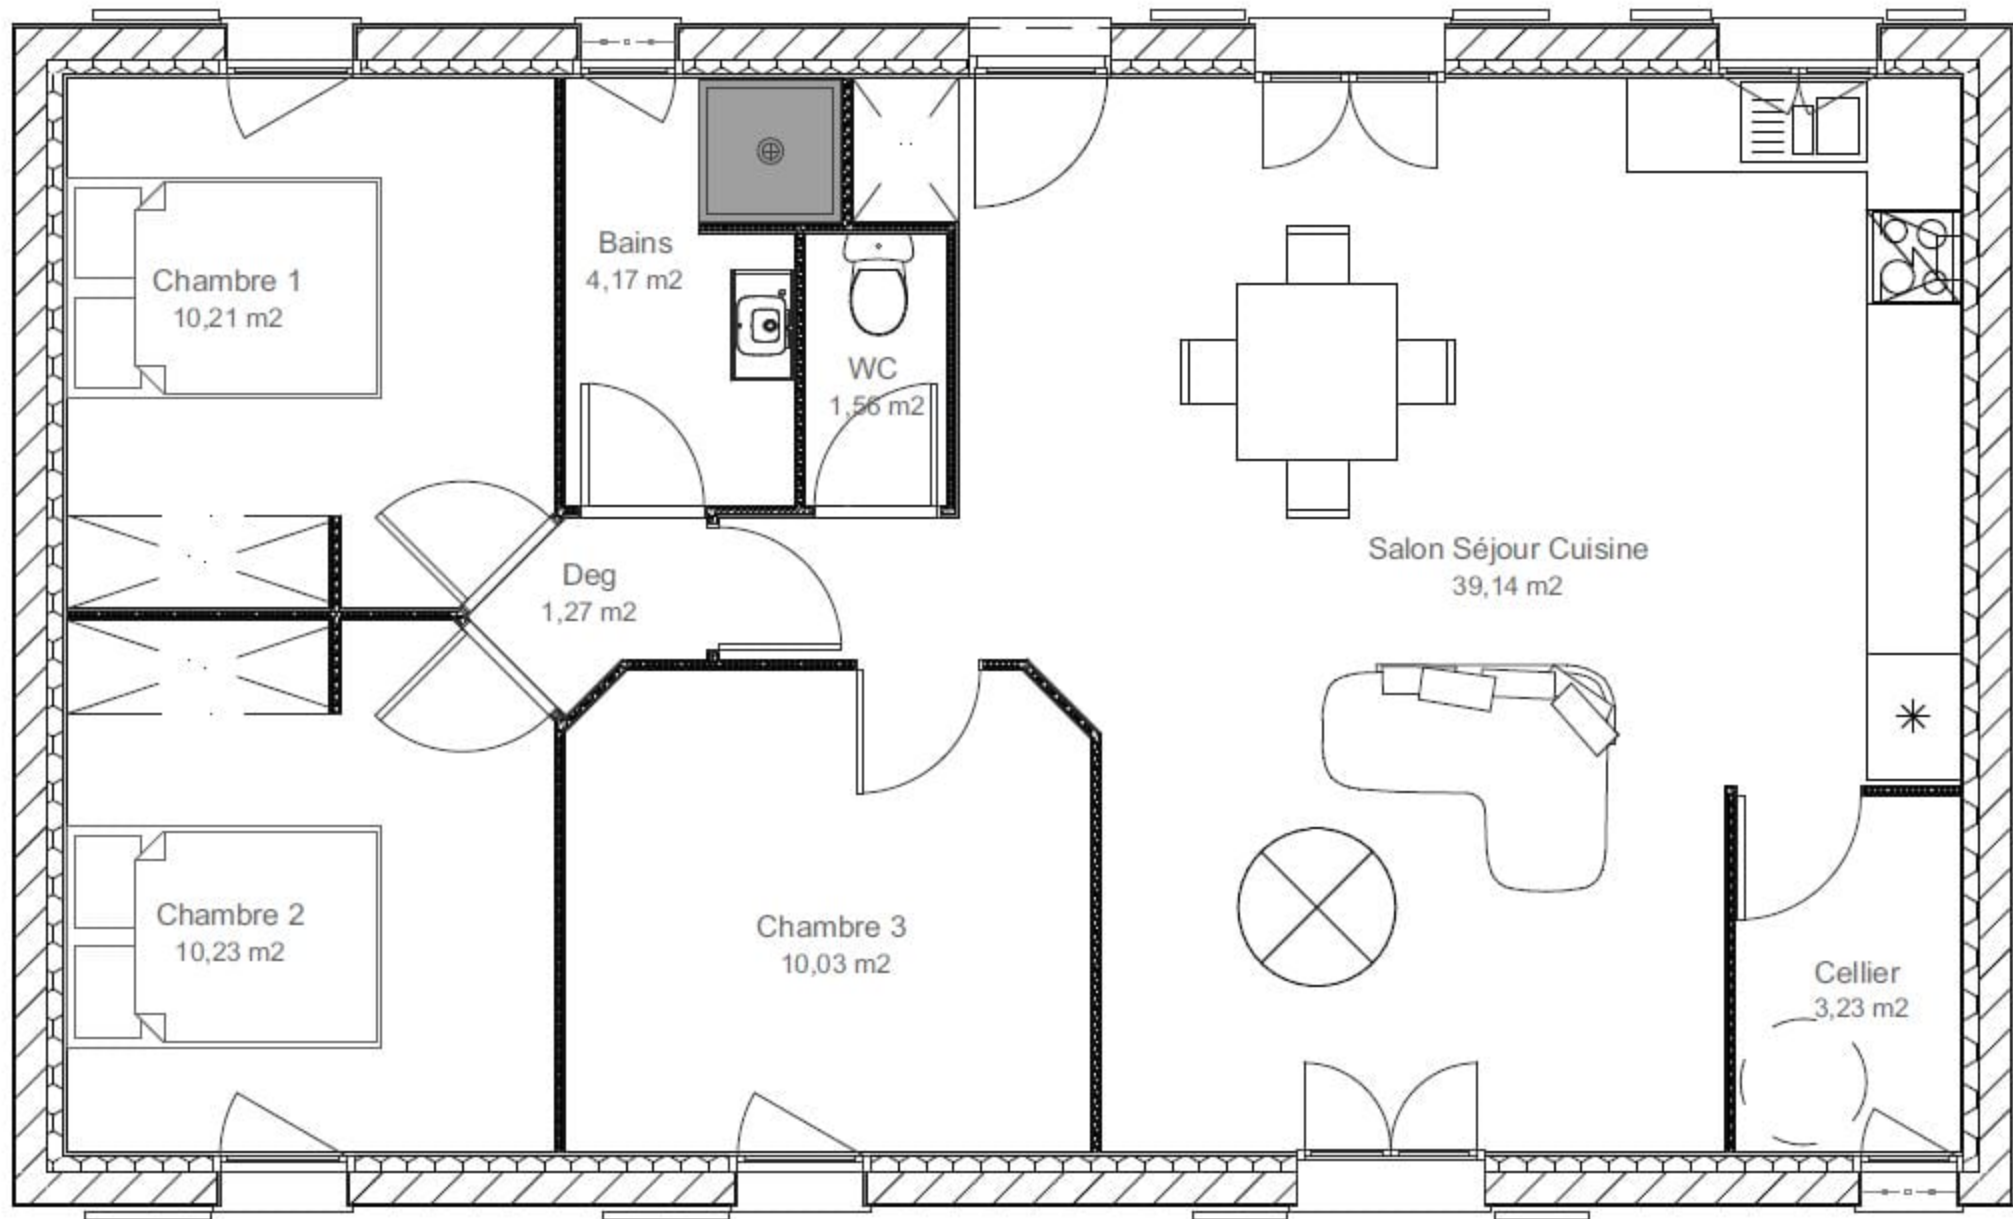 Chambre 1
10,21 m2
Bains
4,17 m2
WC
1,56 m2
Deg
1,27 m2
Salon Séjour Cuisine
39,14 m2
Chambre 2
10,23 m2
Chambre 3
10,03 m2
Cellier
3,23 m2